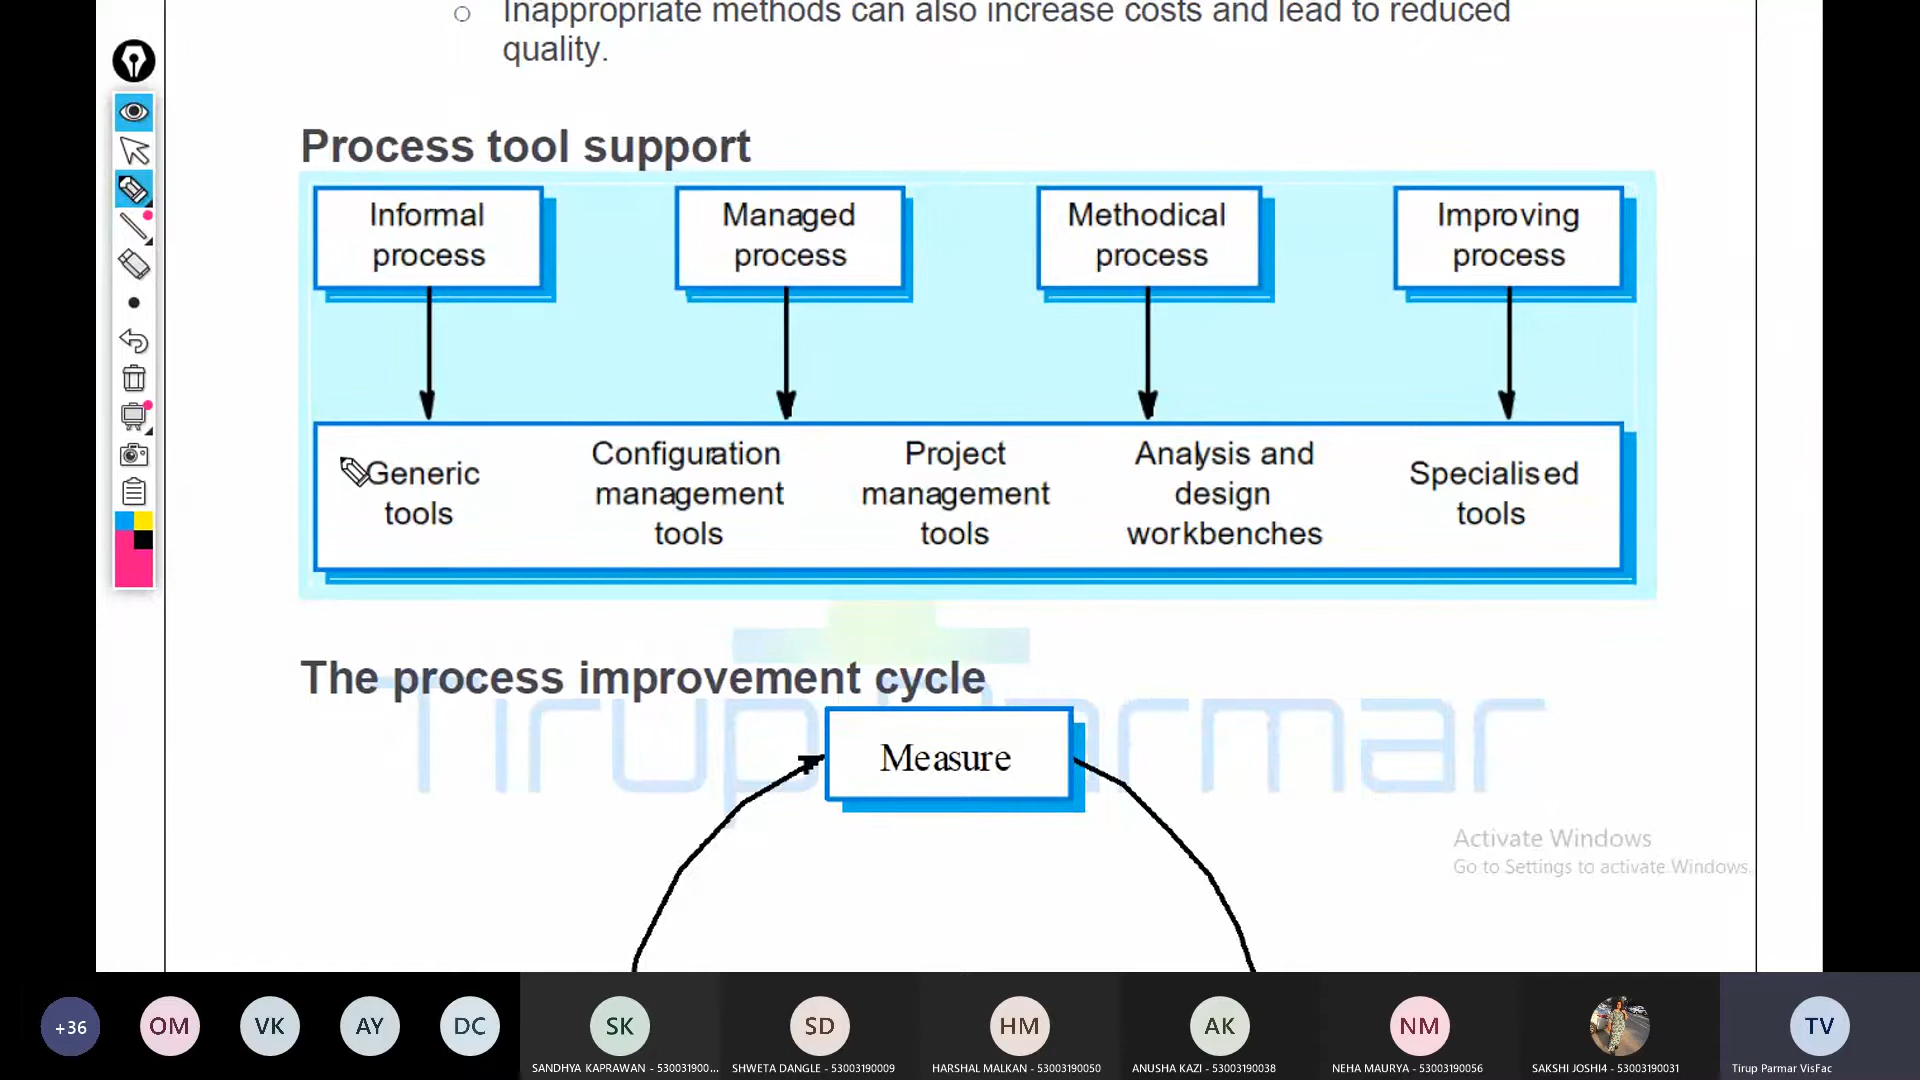 Inappropriate methods can also increase costs and lead to reduced
quality.
Process tool support
Informal
process
Managed
process
Methodical
process
Improving
process
Generic
tools
Configuration
management
tools
Project
management
tools
Analysis and
design
workbenches
Specialised
tools
The process improvement cycle
Tirup Parmar
Measure
Activate Windows
Go to Settings to activate Windows.
+36
OM
VK
AY
DC
SK
SD
HM
AK
NM
TV
SANDHYA KAPRAWAN - 530031900...
SHWETA DANGLE - 53003190009
HARSHAL MALKAN - 53003190050
ANUSHA KAZI - 53003190038
NEHA MAURYA - 53003190056
SAKSHI JOSHI4 - 53003190031
Tirup Parmar VisFac